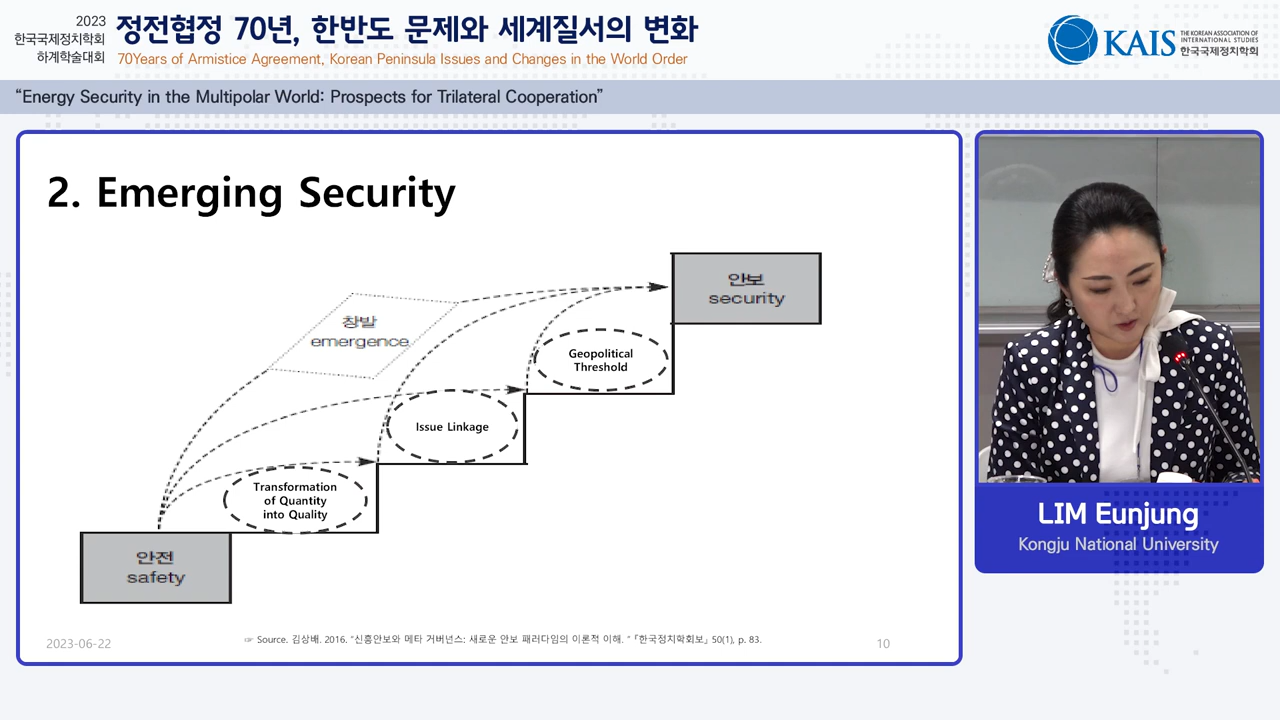 2023
한국국제정치학회
하계학술대회
정전협정 70년, 한반도 문제와 세계질서의 변화
70Years of Armistice Agreement, Korean Peninsula Issues and Changes in the World Order
KAIS
THE KOREAN ASSOCIATION OF
INTERNATIONAL STUDIES
한국국제정치학회
“Energy Security in the Multipolar World: Prospects for Trilateral Cooperation”
2. Emerging Security
안보
security
창발
emergence
Geopolitical
Threshold
Issue Linkage
Transformation
of Quantity
into Quality
안전
safety
2023-06-22
☞ Source. 김상배. 2016. “신흥안보와 메타 거버넌스: 새로운 안보 패러다임의 이론적 이해. “ 「한국정치학회보」 50(1), p. 83.
10
LIM Eunjung
Kongju National University